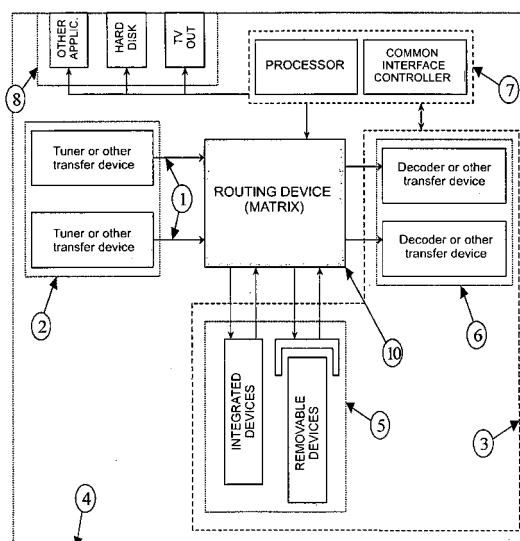 OTHER
APPLIC.
HARD
DISK
TV
OUT
8
PROCESSOR
COMMON
INTERFACE
CONTROLLER
7
Tuner or other
transfer device
1
Tuner or other
transfer device
2
ROUTING DEVICE
(MATRIX)
Decoder or other
transfer device
Decoder or other
transfer device
6
10
INTEGRATED
DEVICES
REMOVABLE
DEVICES
5
3
4